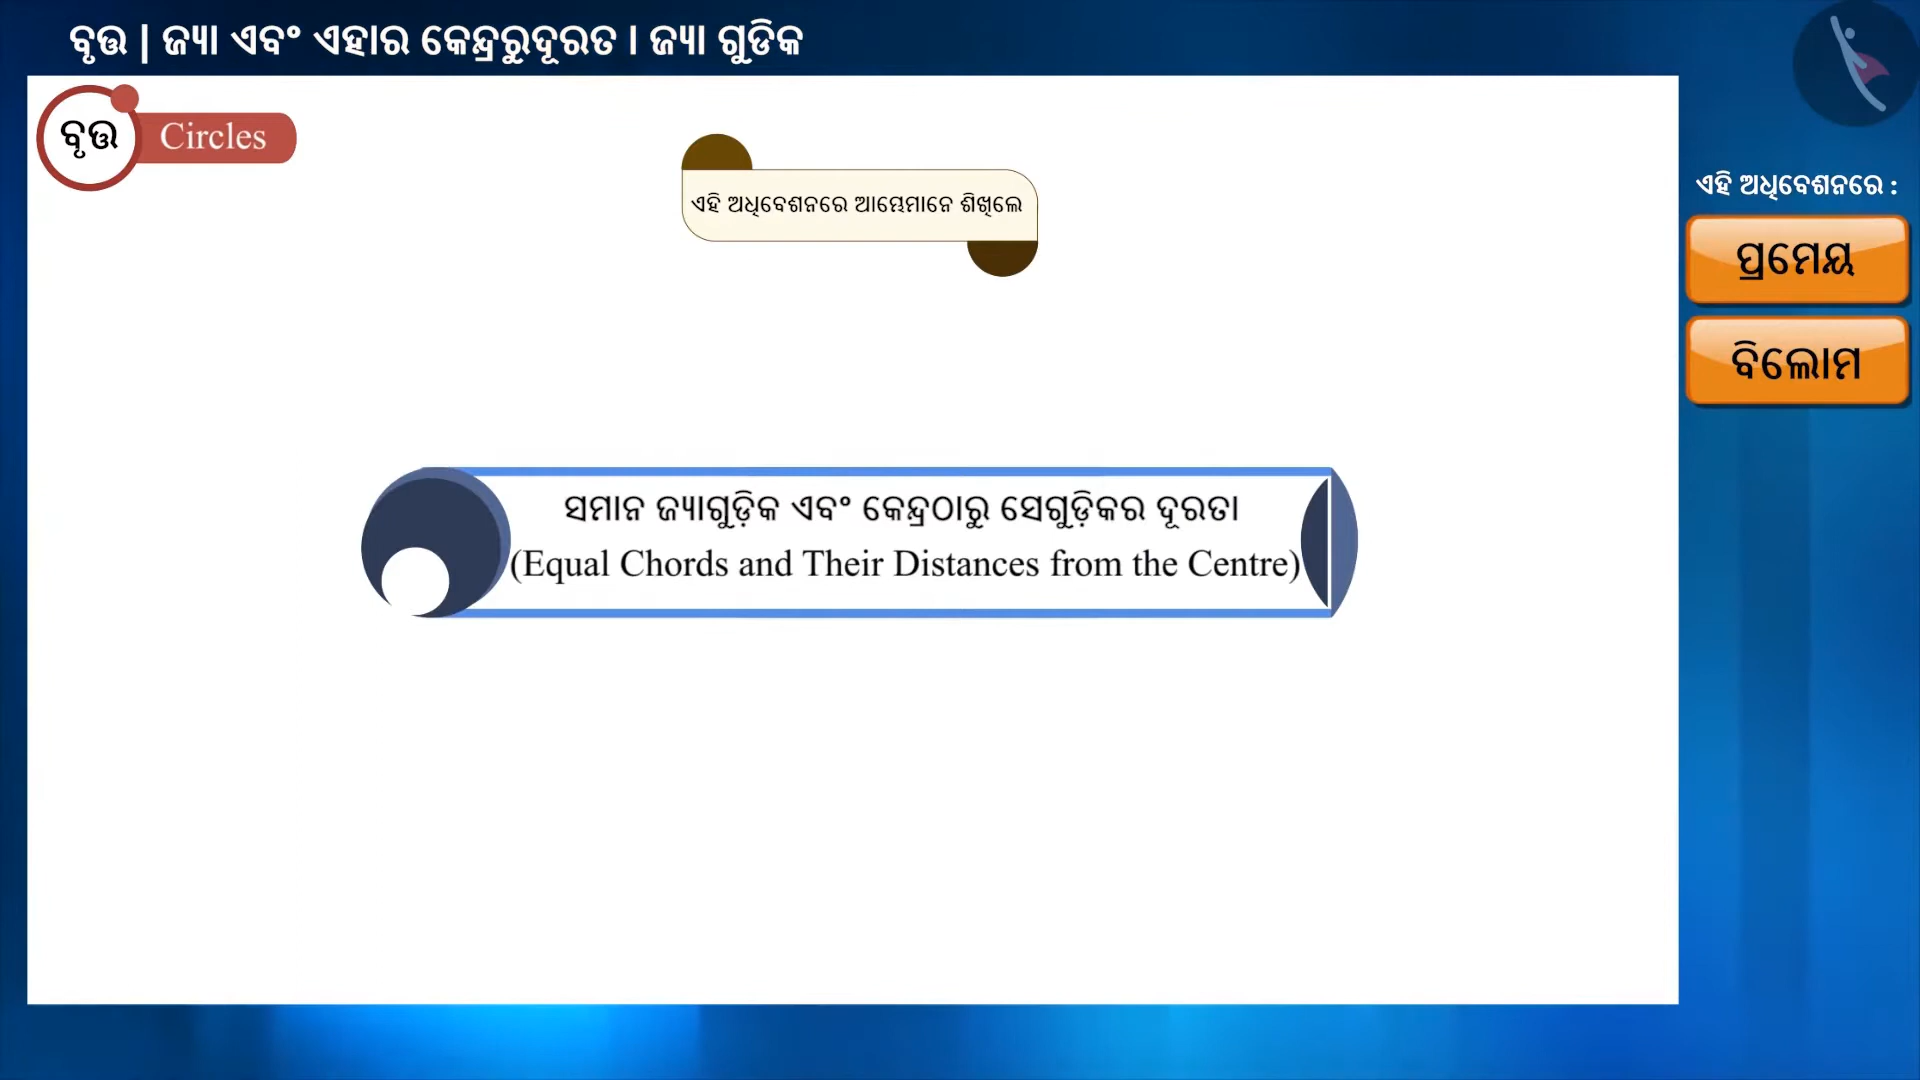 ବୃତ୍ତ | ଜ୍ୟା ଏବଂ ଏହାର କେନ୍ଦ୍ରରୁଦୂରତ । ଜ୍ୟା ଗୁଡିକ
ବୃତ୍ତ
Circles
ଏହି ଅଧିବେଶନରେ ଆମ୍ଭେମାନେ ଶିଖିଲେ
ସମାନ ଜ୍ୟାଗୁଡ଼ିକ ଏବଂ କେନ୍ଦ୍ରଠାରୁ ସେଗୁଡ଼ିକର ଦୂରତା
(Equal Chords and Their Distances from the Centre)
ଏହି ଅଧିବେଶନରେ :
ପ୍ରମେୟ
ବିଲୋମ